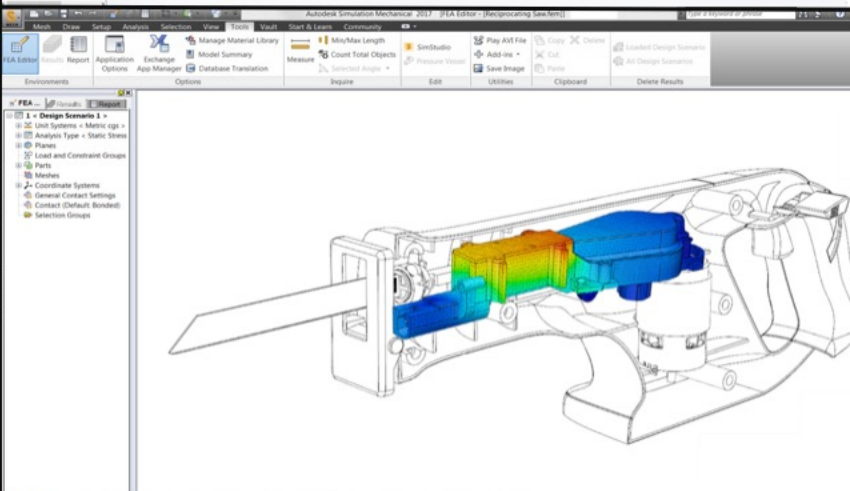 Autodesk Simulation Mechanical 2017 [FEA Editor - [Reciprocating Saw.fem]]
Type a keyword or phrase
Mesh Draw Setup Analysis Selection View Tools Vault Start & Learn Community
FEA Editor Results Report
Environments
Application Options
Exchange App Manager
Manage Material Library
Model Summary
Database Translation
Options
Measure
Min/Max Length
Count Total Objects
Selected Angle
Inquire
SimStudio
Pressure Vessel
Edit
Play AVI File
Add-ins
Save Image
Utilities
Copy Delete
Cut
Paste
Clipboard
Loaded Design Scenario
All Design Scenarios
Delete Results
FEA ... Results Report
1 < Design Scenario 1 >
Unit Systems < Metric cgs >
Analysis Type < Static Stress
Planes
Load and Constraint Groups
Parts
Meshes
Coordinate Systems
General Contact Settings
Contact (Default: Bonded)
Selection Groups